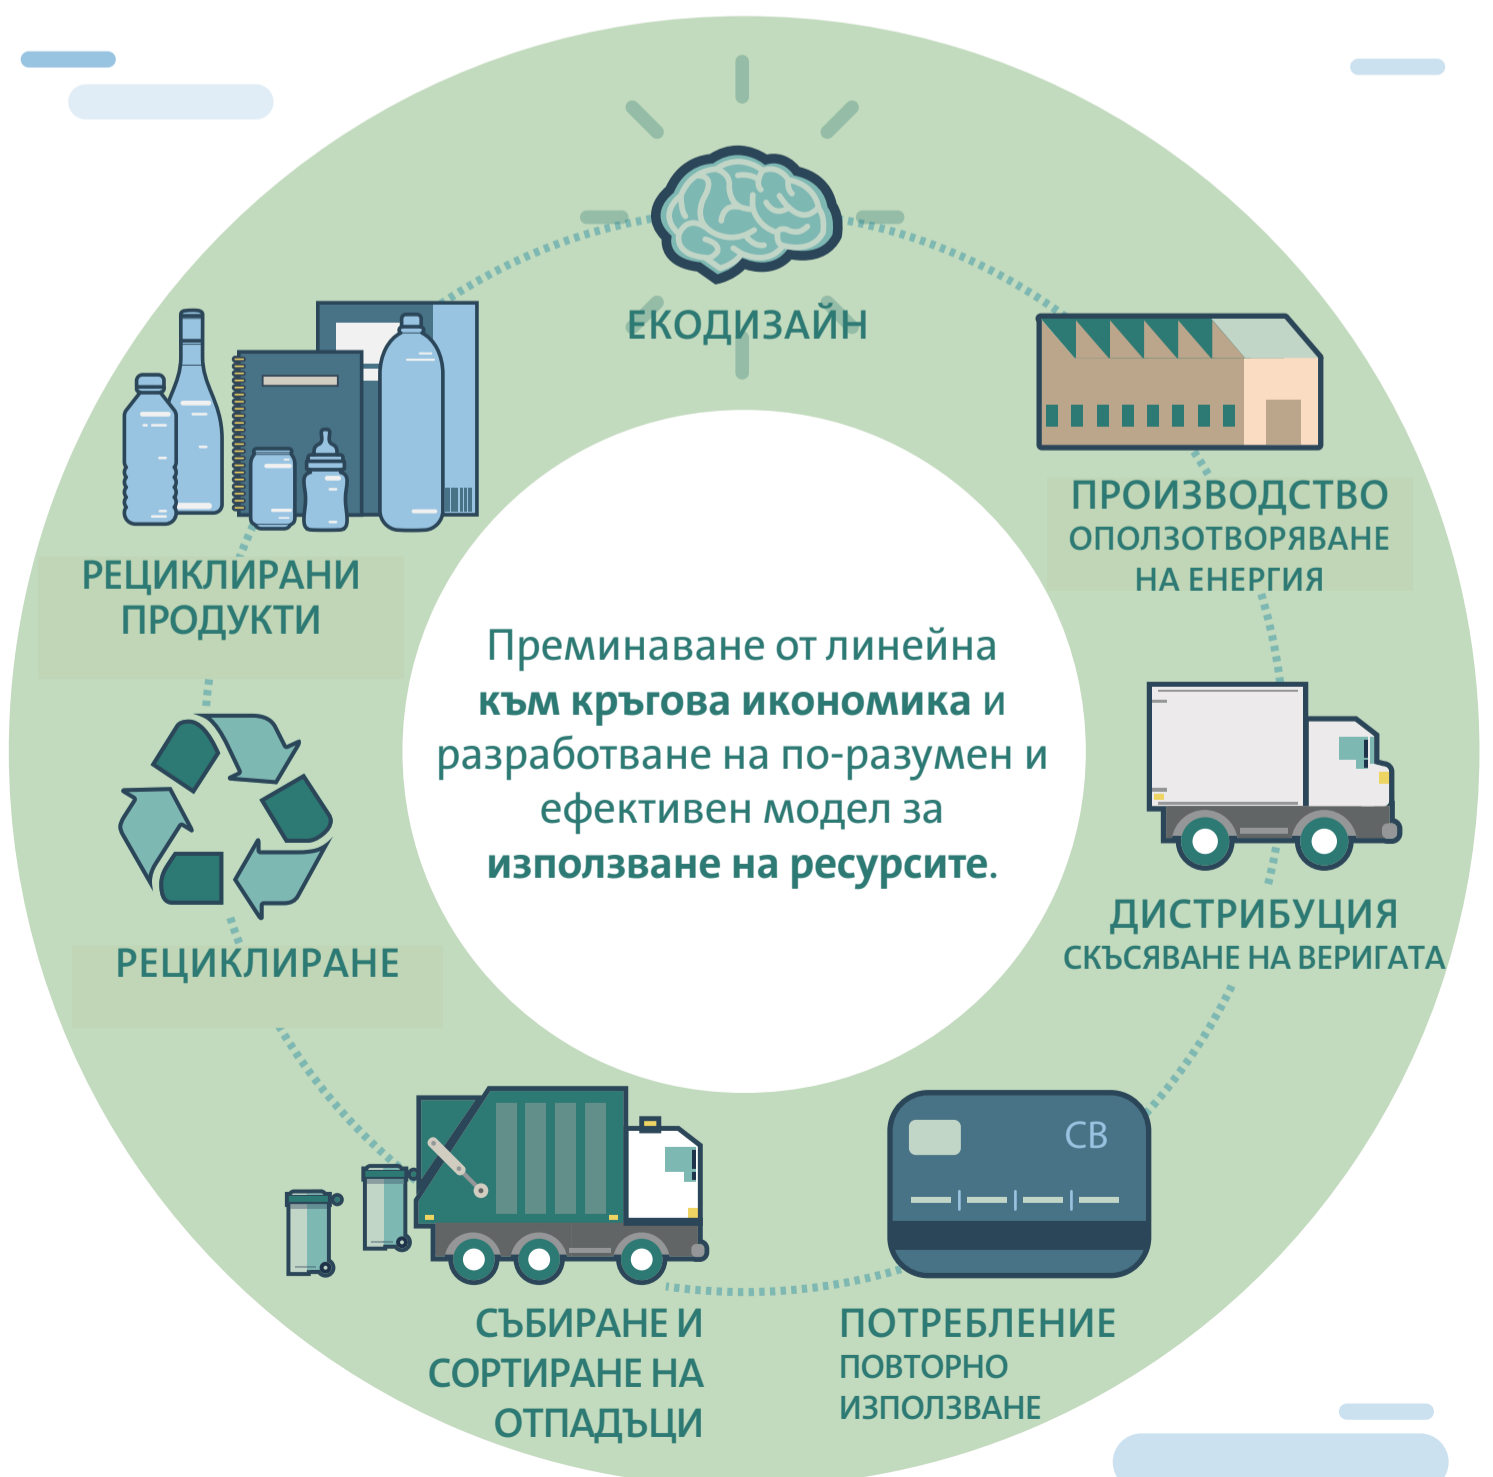 ЕКОДИЗАЙН
ПРОИЗВОДСТВО
ОПОЛЗОТВОРЯВАНЕ
НА ЕНЕРГИЯ
ДИСТРИБУЦИЯ
СКЪСЯВАНЕ НА ВЕРИГАТА
CB
ПОТРЕБЛЕНИЕ
ПОВТОРНО
ИЗПОЛЗВАНЕ
СЪБИРАНЕ И
СОРТИРАНЕ НА
ОТПАДЪЦИ
РЕЦИКЛИРАНЕ
РЕЦИКЛИРАНИ
ПРОДУКТИ
Преминаване от линейна
към кръгова икономика и
разработване на по-разумен и
ефективен модел за
използване на ресурсите.